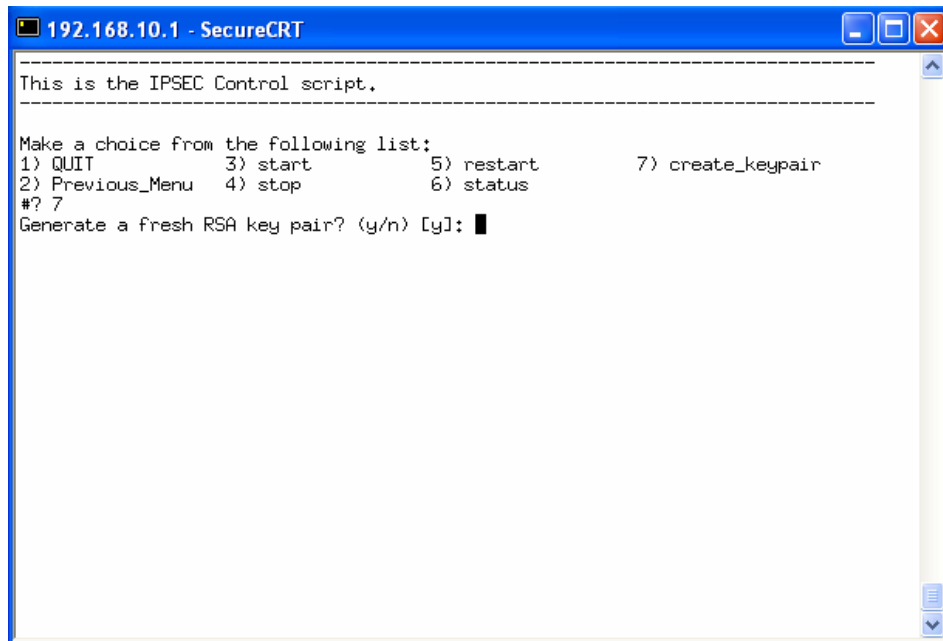 192.168.10.1 - SecureCRT
--------------------------------------------------------------------------------
This is the IPSEC Control script.
--------------------------------------------------------------------------------
Make a choice from the following list:
1) QUIT 3) start 5) restart 7) create_keypair
2) Previous_Menu 4) stop 6) status
#? 7
Generate a fresh RSA key pair? (y/n) [y]: